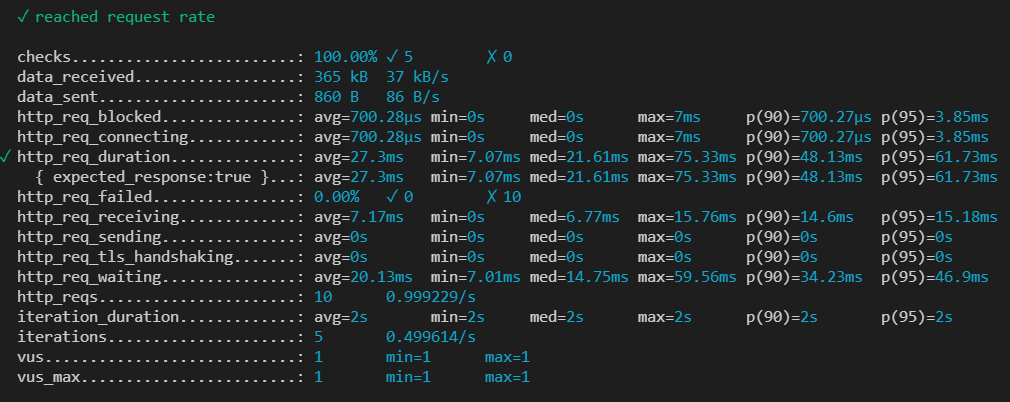 ✓ reached request rate
checks.........................: 100.00% ✓ 5 ✗ 0
data_received..................: 365 kB 37 kB/s
data_sent......................: 860 B 86 B/s
http_req_blocked...............: avg=700.28µs min=0s med=0s max=7ms p(90)=700.27µs p(95)=3.85ms
http_req_connecting............: avg=700.28µs min=0s med=0s max=7ms p(90)=700.27µs p(95)=3.85ms
✓ http_req_duration..............: avg=27.3ms min=7.07ms med=21.61ms max=75.33ms p(90)=48.13ms p(95)=61.73ms
{ expected_response:true }...: avg=27.3ms min=7.07ms med=21.61ms max=75.33ms p(90)=48.13ms p(95)=61.73ms
http_req_failed................: 0.00% ✓ 0 ✗ 10
http_req_receiving.............: avg=7.17ms min=0s med=6.77ms max=15.76ms p(90)=14.6ms p(95)=15.18ms
http_req_sending...............: avg=0s min=0s med=0s max=0s p(90)=0s p(95)=0s
http_req_tls_handshaking.......: avg=0s min=0s med=0s max=0s p(90)=0s p(95)=0s
http_req_waiting...............: avg=20.13ms min=7.01ms med=14.75ms max=59.56ms p(90)=34.23ms p(95)=46.9ms
http_reqs......................: 10 0.999229/s
iteration_duration.............: avg=2s min=2s med=2s max=2s p(90)=2s p(95)=2s
iterations.....................: 5 0.499614/s
vus............................: 1 min=1 max=1
vus_max........................: 1 min=1 max=1